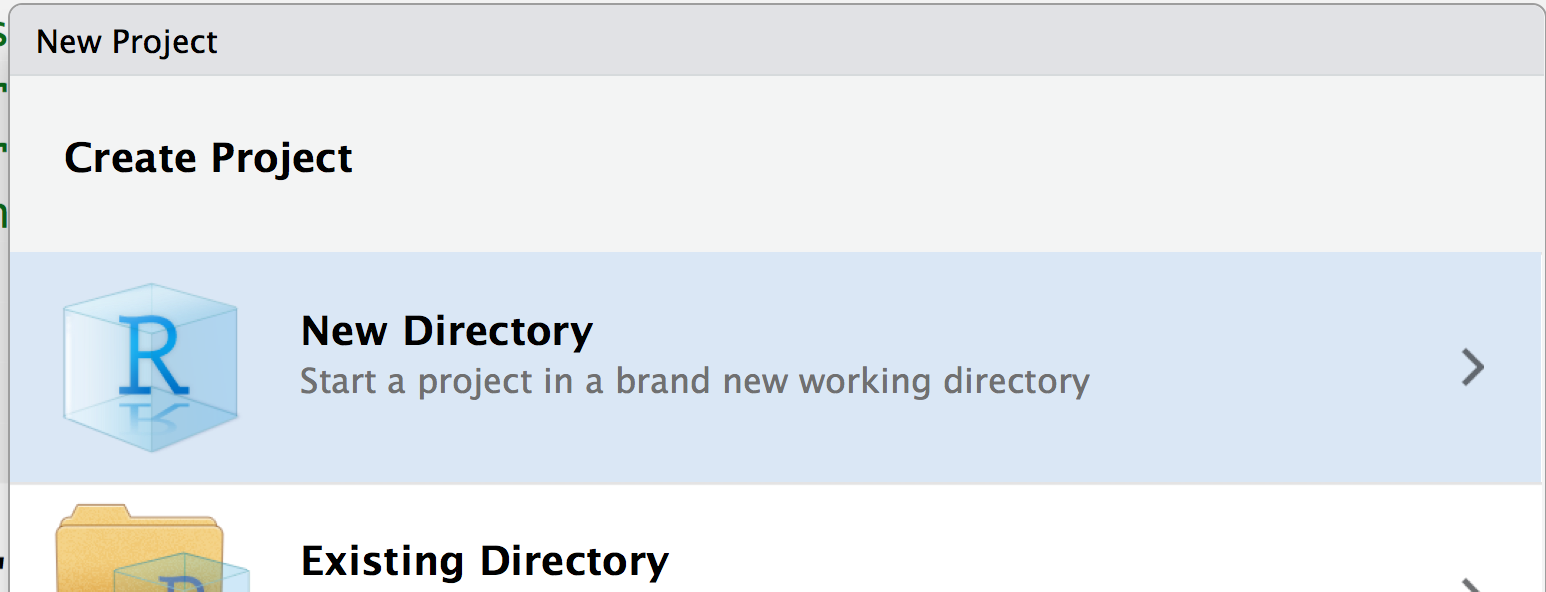 New Project
Create Project
R
New Directory
Start a project in a brand new working directory
R
Existing Directory